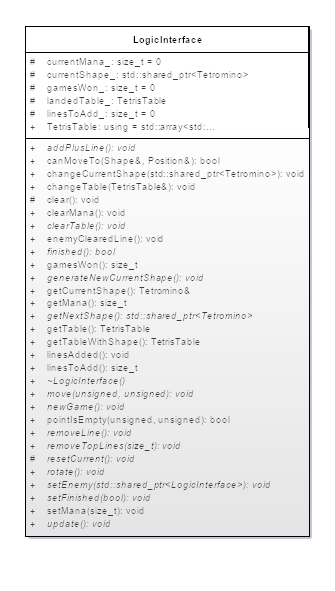 LogicInterface
# currentMana_: size_t = 0
# currentShape_: std::shared_ptr<Tetromino>
# gamesWon_: size_t = 0
# landedTable_: TetrisTable
# linesToAdd_: size_t = 0
+ TetrisTable: using = std::array<std:...
+ addPlusLine(): void
+ canMoveTo(Shape&, Position&): bool
+ changeCurrentShape(std::shared_ptr<Tetromino>): void
+ changeTable(TetrisTable&): void
# clear(): void
+ clearMana(): void
+ clearTable(): void
+ enemyClearedLine(): void
+ finished(): bool
+ gamesWon(): size_t
+ generateNewCurrentShape(): void
+ getCurrentShape(): Tetromino&
+ getMana(): size_t
+ getNextShape(): std::shared_ptr<Tetromino>
+ getTable(): TetrisTable
+ getTableWithShape(): TetrisTable
+ linesAdded(): void
+ linesToAdd(): size_t
+ ~LogicInterface()
+ move(unsigned, unsigned): void
+ newGame(): void
+ pointIsEmpty(unsigned, unsigned): bool
+ removeLine(): void
+ removeTopLines(size_t): void
# resetCurrent(): void
+ rotate(): void
+ setEnemy(std::shared_ptr<LogicInterface>): void
+ setFinished(bool): void
+ setMana(size_t): void
+ update(): void